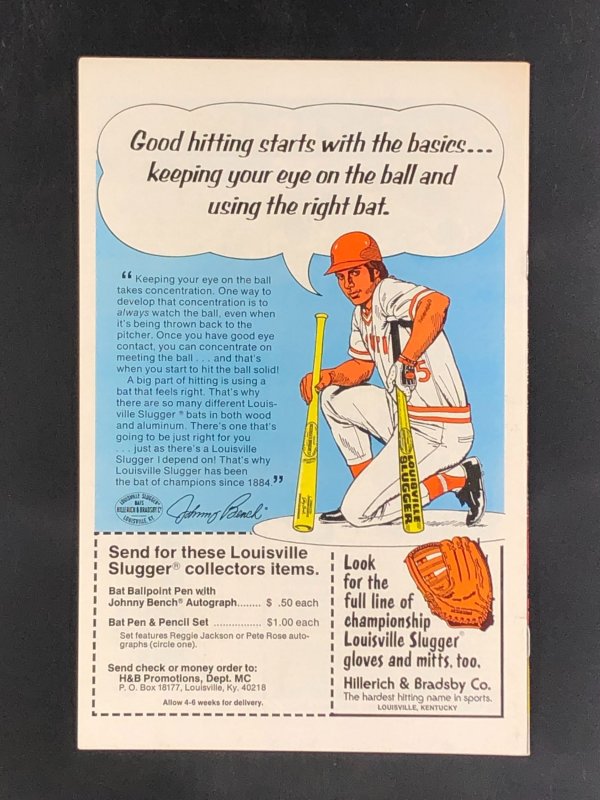 Good hitting starts with the basics...
keeping your eye on the ball and
using the right bat.
“ Keeping your eye on the ball
takes concentration. One way to
develop that concentration is to
always watch the ball, even when
it's being thrown back to the
pitcher. Once you have good eye
contact, you can concentrate on
meeting the ball . . . and that's
when you start to hit the ball solid!
A big part of hitting is using a
bat that feels right. That's why
there are so many different Louis-
ville Slugger ® bats in both wood
and aluminum. There's one that's
going to be just right for you
. . . just as there's a Louisville
Slugger I depend on! That's why
Louisville Slugger has been
the bat of champions since 1884.”
LOUISVILLE SLUGGER
BATS
HILLERICH & BRADSBY Co
LOUISVILLE, KY.
Johnny Bench
5
LOUISVILLE
SLUGGER
Send for these Louisville
Slugger® collectors items.
Bat Ballpoint Pen with
Johnny Bench® Autograph........ $ .50 each
Bat Pen & Pencil Set ................ $1.00 each
Set features Reggie Jackson or Pete Rose auto-
graphs (circle one).
Send check or money order to:
H&B Promotions, Dept. MC
P. O. Box 18177, Louisville, Ky. 40218
Allow 4-6 weeks for delivery.
Look
for the
full line of
championship
Louisville Slugger®
gloves and mitts, too.
Hillerich & Bradsby Co.
The hardest hitting name in sports.
LOUISVILLE, KENTUCKY